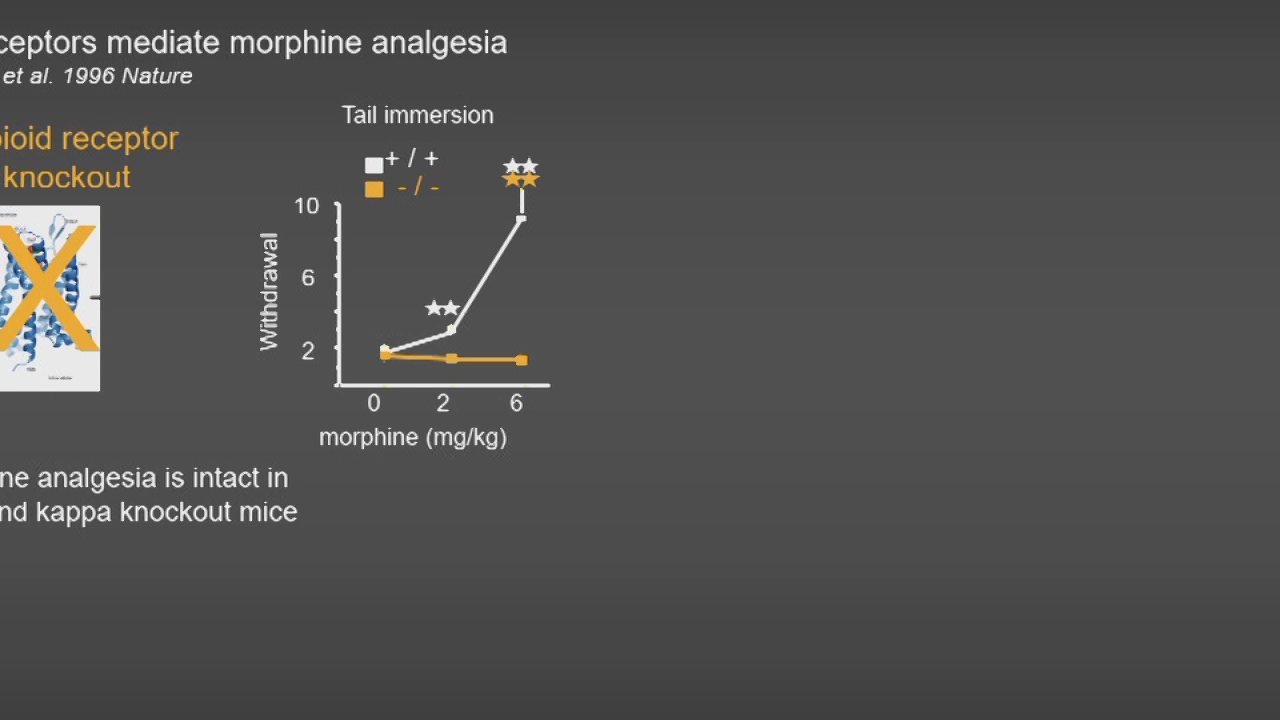 ceptors mediate morphine analgesia
et al. 1996 Nature
Tail immersion
ioid receptor
knockout
+ / +
- / -
10
6
2
Withdrawal
0 2 6
morphine (mg/kg)
ne analgesia is intact in
nd kappa knockout mice